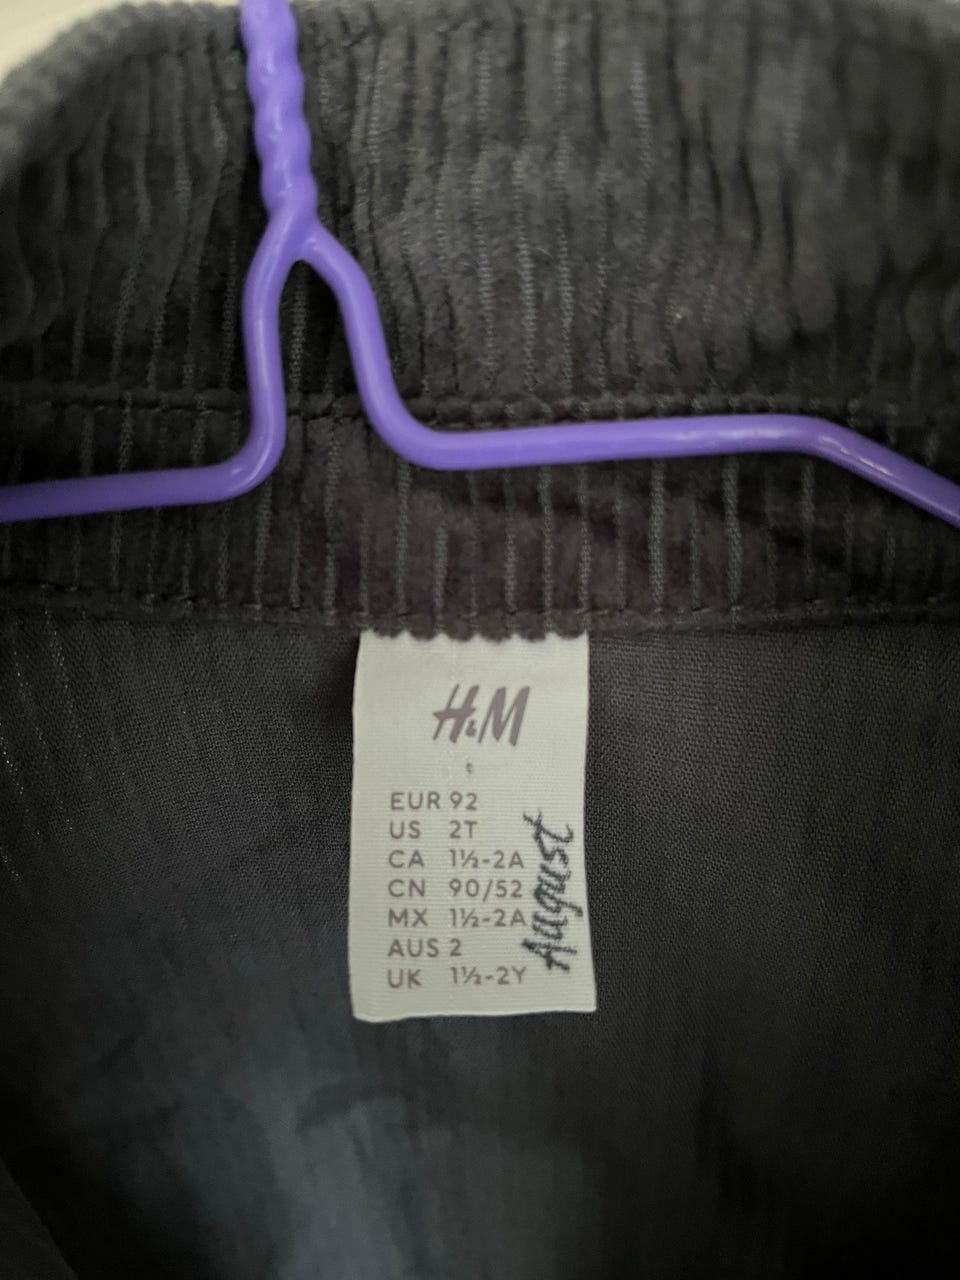 H&M
EUR 92
US 2T
CA 1½-2A
CN 90/52
MX 1½-2A
AUS 2
UK 1½-2Y
August